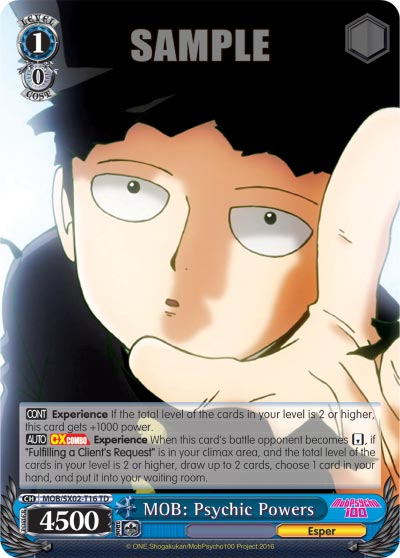 LEVEL
SAMPLE
1
0
COST
CONT Experience If the total level of the cards in your level is 2 or higher,
this card gets +1000 power.
AUTO CX COMBO Experience When this card's battle opponent becomes , if
"Fulfilling a Client's Request" is in your climax area, and the total level
of the cards in your level is 2 or higher, draw up to 2 cards, choose 1 card in your
hand, and put it into your waiting room.
CH MOB/SX02-T16 TD
POWER 4500 MOB: Psychic Powers MOB PSYCHO 100
Esper
© ONE,Shogakukan/MobPsycho100 Project 2016